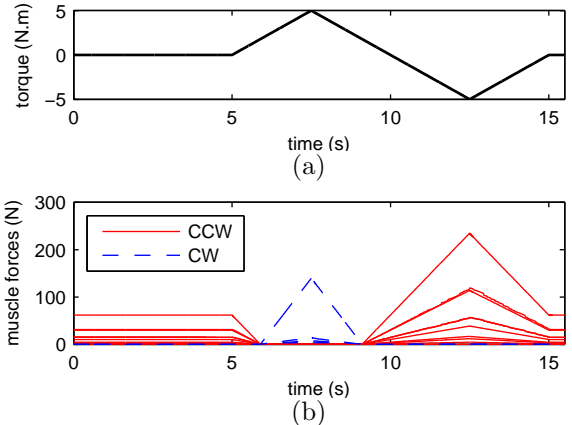 5
0
−5
torque (N.m)
0 5 10 15
time (s)
(a)
300
200
100
0
muscle forces (N)
CCW
CW
0 5 10 15
time (s)
(b)